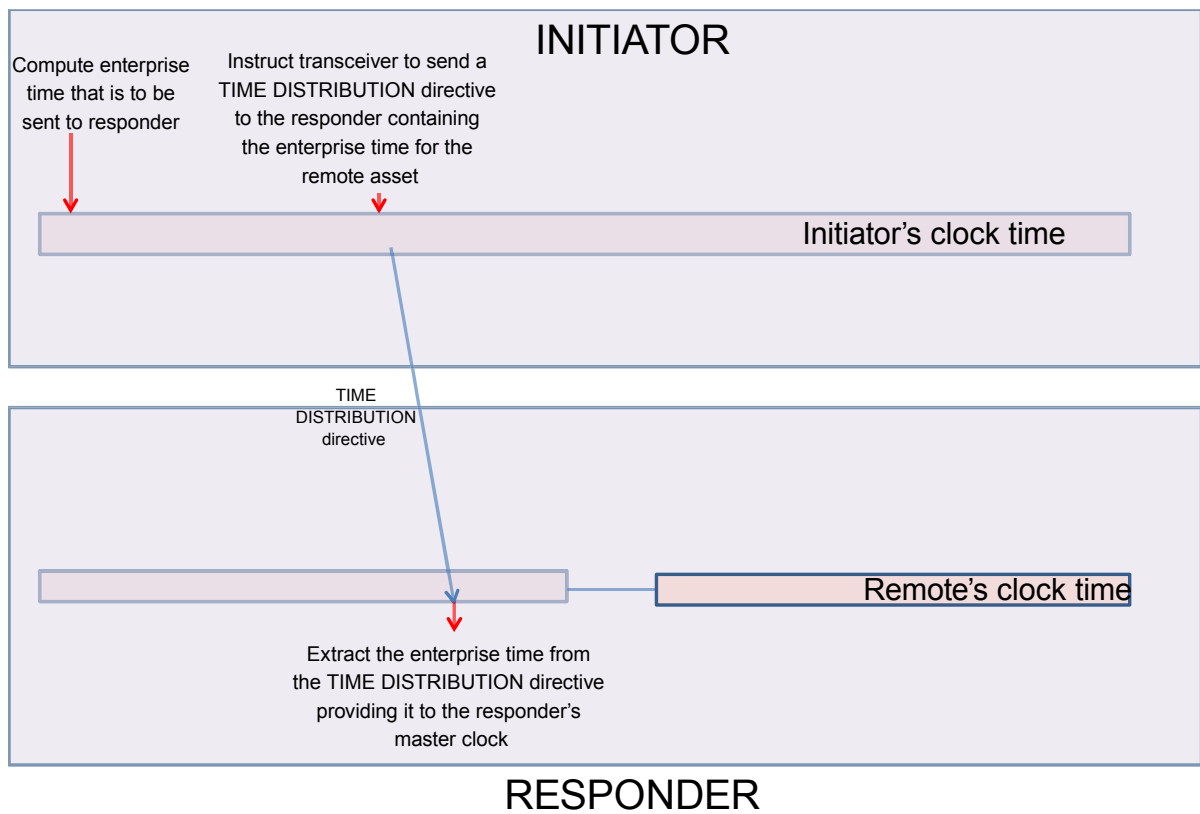 INITIATOR
Compute enterprise
time that is to be
sent to responder
Instruct transceiver to send a
TIME DISTRIBUTION directive
to the responder containing
the enterprise time for the
remote asset
Initiator’s clock time
TIME
DISTRIBUTION
directive
Remote’s clock time
Extract the enterprise time from
the TIME DISTRIBUTION directive
providing it to the responder’s
master clock
RESPONDER